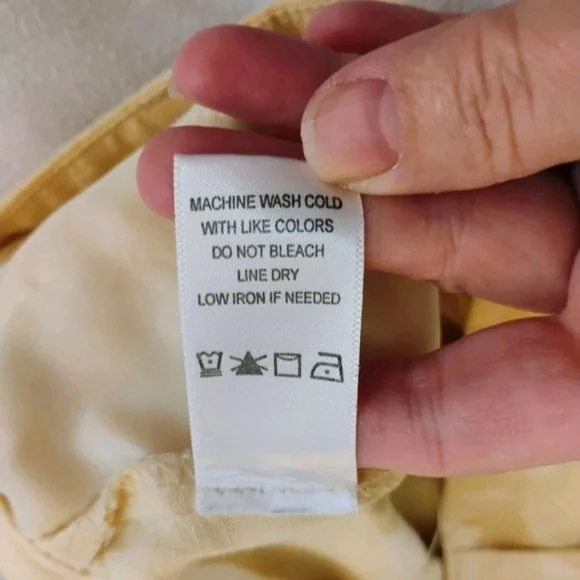 MACHINE WASH COLD
WITH LIKE COLORS
DO NOT BLEACH
LINE DRY
LOW IRON IF NEEDED